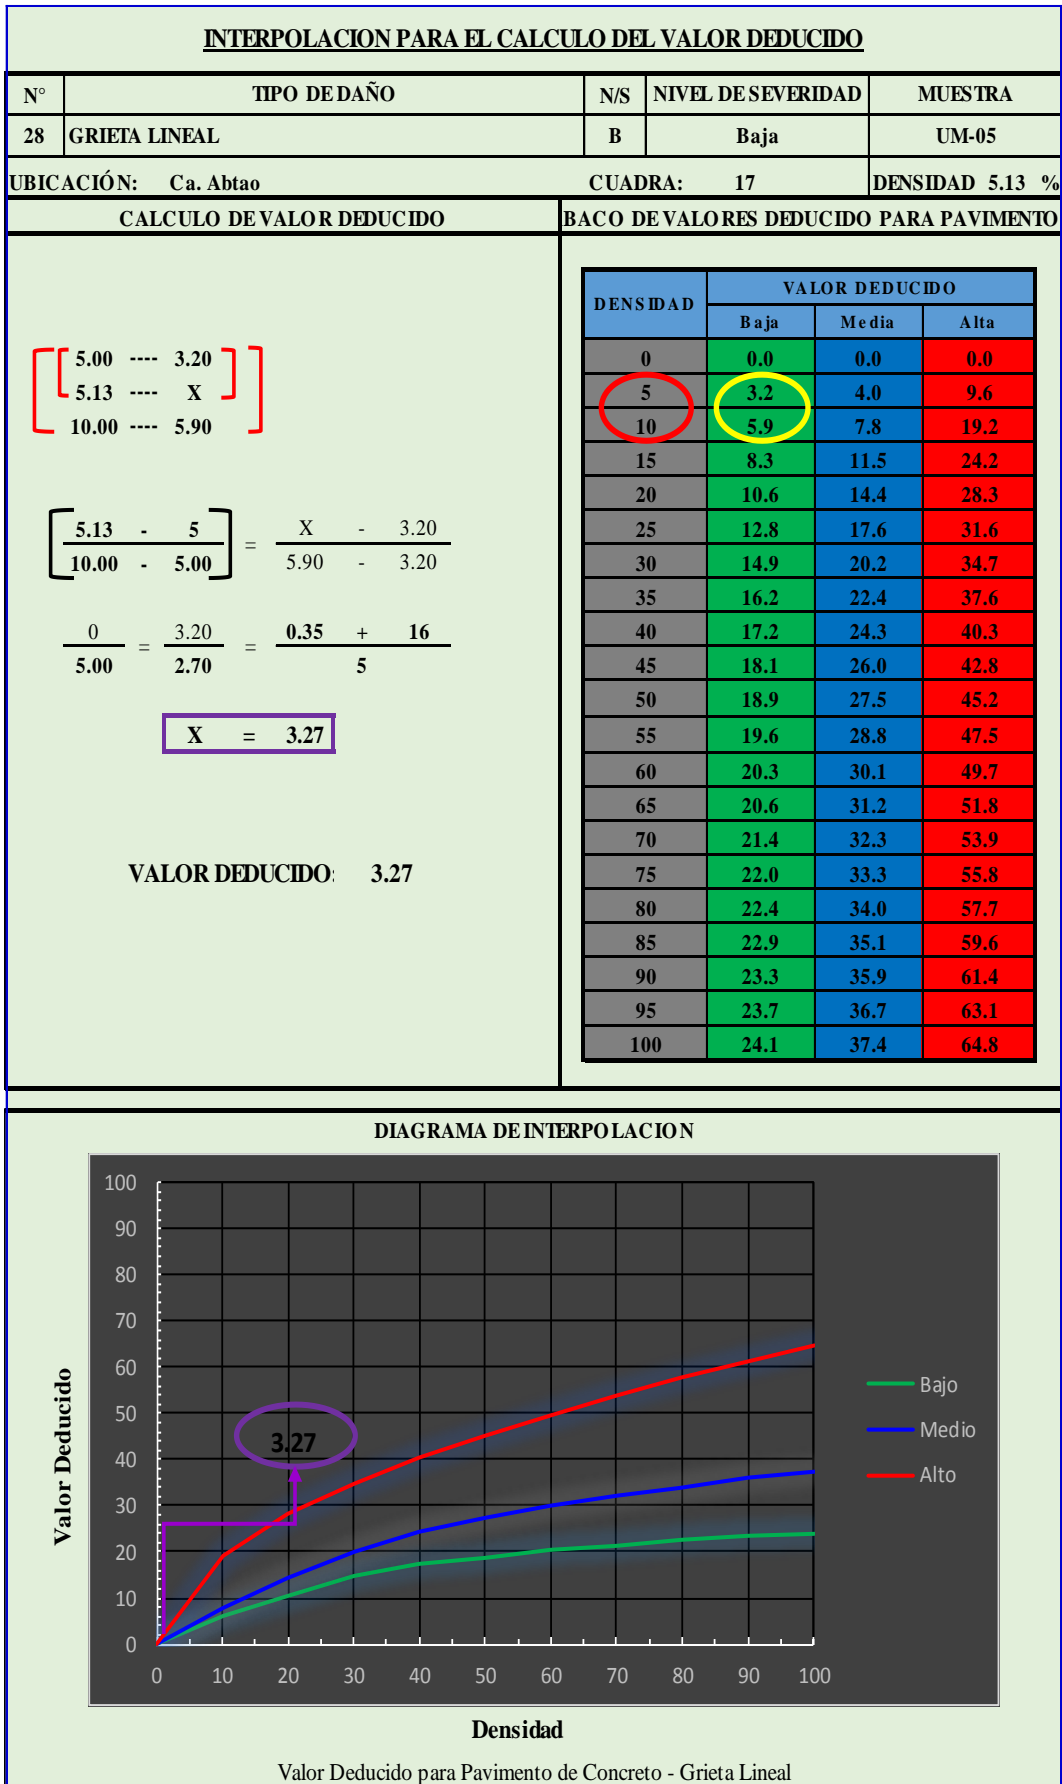 INTERPOLACION PARA EL CALCULO DEL VALOR DEDUCIDO
N° TIPO DE DAÑO N/S NIVEL DE SEVERIDAD MUESTRA
28 GRIETA LINEAL B Baja UM-05
UBICACIÓN: Ca. Abtao CUADRA: 17 DENSIDAD 5.13 %
CALCULO DE VALOR DEDUCIDO
5.00 ---- 3.20
5.13 ---- X
10.00 ---- 5.90
5.13 - 5 = X - 3.20
10.00 - 5.00 5.90 - 3.20
0 = 3.20 = 0.35 + 16
5.00 2.70 5
X = 3.27
VALOR DEDUCIDO: 3.27
BACO DE VALORES DEDUCIDO PARA PAVIMENTO
DENSIDAD VALOR DEDUCIDO
Baja Media Alta
0 0.0 0.0 0.0
5 3.2 4.0 9.6
10 5.9 7.8 19.2
15 8.3 11.5 24.2
20 10.6 14.4 28.3
25 12.8 17.6 31.6
30 14.9 20.2 34.7
35 16.2 22.4 37.6
40 17.2 24.3 40.3
45 18.1 26.0 42.8
50 18.9 27.5 45.2
55 19.6 28.8 47.5
60 20.3 30.1 49.7
65 20.6 31.2 51.8
70 21.4 32.3 53.9
75 22.0 33.3 55.8
80 22.4 34.0 57.7
85 22.9 35.1 59.6
90 23.3 35.9 61.4
95 23.7 36.7 63.1
100 24.1 37.4 64.8
DIAGRAMA DE INTERPOLACION
Valor Deducido
100
90
80
70
60
50
40
30
20
10
0
3.27
Bajo
Medio
Alto
0 10 20 30 40 50 60 70 80 90 100
Densidad
Valor Deducido para Pavimento de Concreto - Grieta Lineal